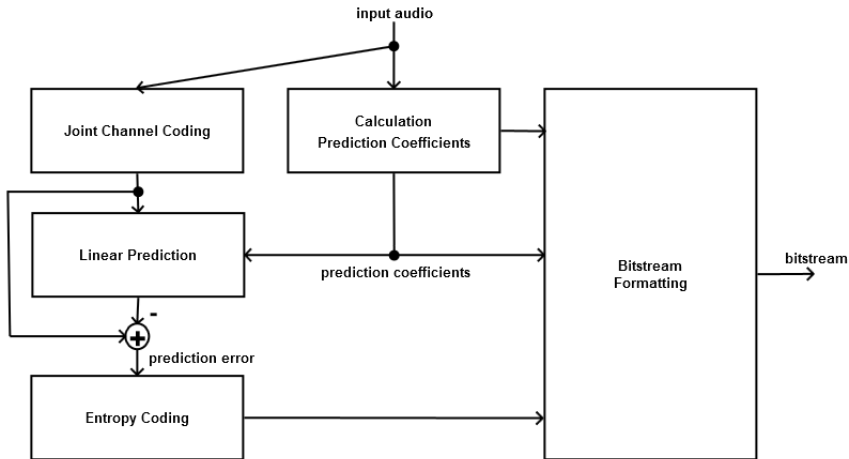 input audio
Joint Channel Coding
Calculation
Prediction Coefficients
Linear Prediction
prediction coefficients
Bitstream
Formatting
bitstream
-
+
prediction error
Entropy Coding